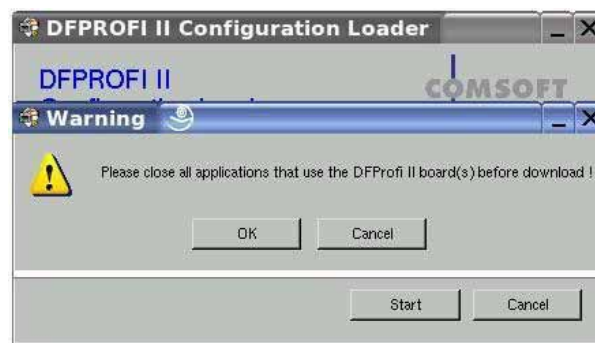 DFPROFI II Configuration Loader
DFPROFI II
COMSOFT
Warning
Please close all applications that use the DFProfi II board(s) before download !
OK
Cancel
Start
Cancel